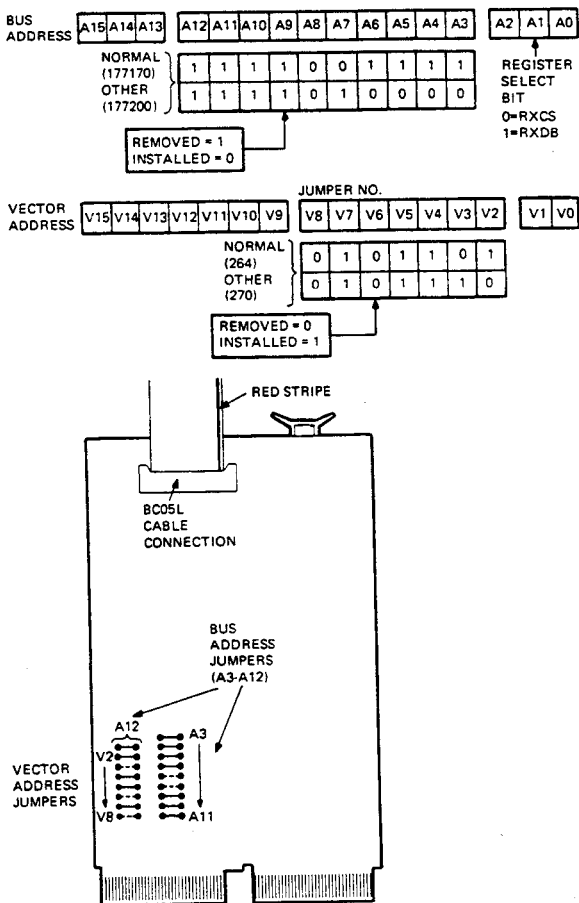 BUS ADDRESS A15 A14 A13 A12 A11 A10 A9 A8 A7 A6 A5 A4 A3 A2 A1 A0
NORMAL (177170) 1 1 1 1 0 0 1 1 1 1
OTHER (177200) 1 1 1 1 0 1 0 0 0 0
REGISTER
SELECT
BIT
0=RXCS
1=RXDB
REMOVED = 1
INSTALLED = 0
JUMPER NO.
VECTOR ADDRESS V15 V14 V13 V12 V11 V10 V9 V8 V7 V6 V5 V4 V3 V2 V1 V0
NORMAL (264) 0 1 0 1 1 0 1
OTHER (270) 0 1 0 1 1 1 0
REMOVED = 0
INSTALLED = 1
RED STRIPE
BC05L
CABLE
CONNECTION
BUS
ADDRESS
JUMPERS
(A3-A12)
A12
A3
V2
VECTOR
ADDRESS
JUMPERS
V8
A11